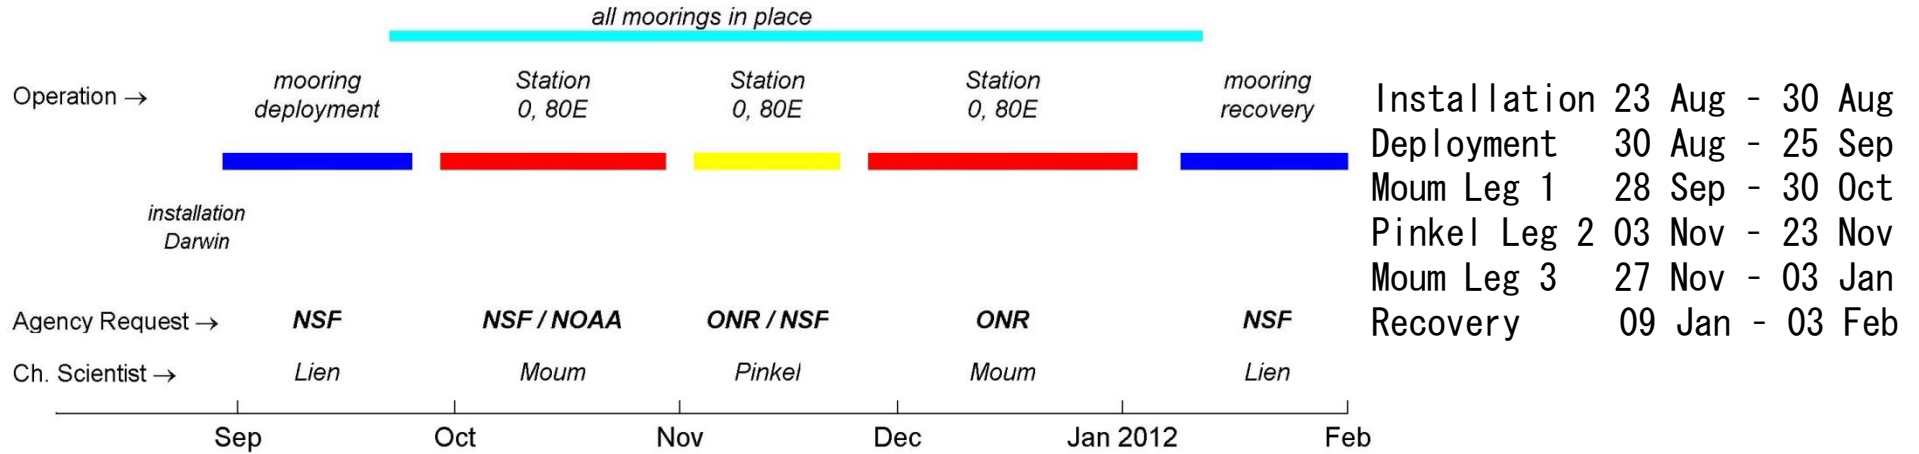 all moorings in place
Operation → mooring deployment Station 0, 80E Station 0, 80E Station 0, 80E mooring recovery
installation Darwin
Agency Request → NSF NSF / NOAA ONR / NSF ONR NSF
Ch. Scientist → Lien Moum Pinkel Moum Lien
Sep Oct Nov Dec Jan 2012 Feb
Installation 23 Aug - 30 Aug
Deployment 30 Aug - 25 Sep
Moum Leg 1 28 Sep - 30 Oct
Pinkel Leg 2 03 Nov - 23 Nov
Moum Leg 3 27 Nov - 03 Jan
Recovery 09 Jan - 03 Feb